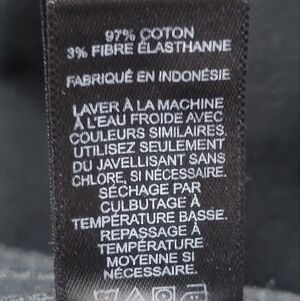 97% COTON
3% FIBRE ÉLASTHANNE
FABRIQUÉ EN INDONÉSIE
LAVER À LA MACHINE
À L'EAU FROIDE AVEC
COULEURS SIMILAIRES.
UTILISEZ SEULEMENT
DU JAVELLISANT SANS
CHLORE, SI NÉCESSAIRE.
SÉCHAGE PAR
CULBUTAGE À
TEMPÉRATURE BASSE.
REPASSAGE À
TEMPÉRATURE
MOYENNE SI
NÉCESSAIRE.